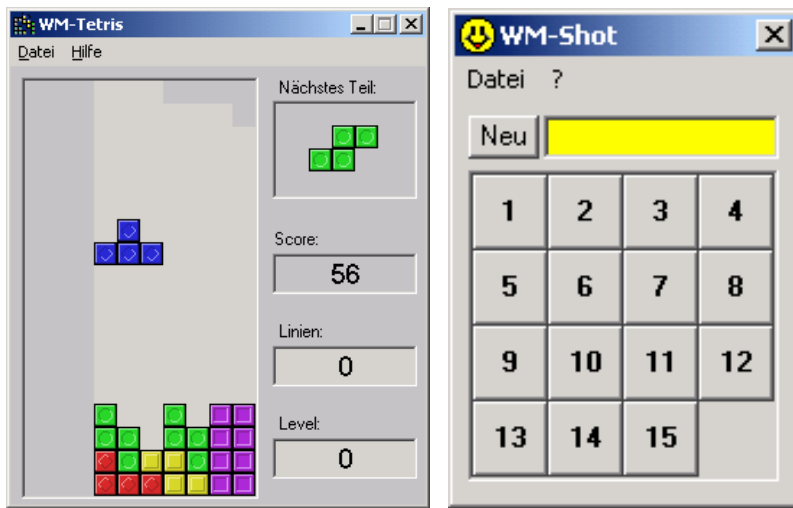 WM-Tetris
Datei Hilfe
Nächstes Teil:
Score:
56
Linien:
0
Level:
0
WM-Shot
Datei ?
Neu
1 2 3 4
5 6 7 8
9 10 11 12
13 14 15